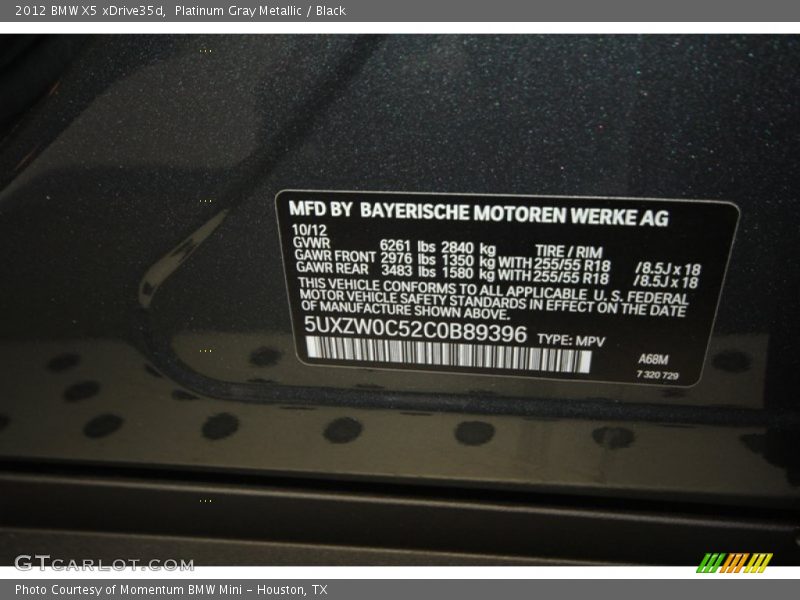 2012 BMW X5 xDrive35d, Platinum Gray Metallic / Black
MFD BY BAYERISCHE MOTOREN WERKE AG
10/12
GVWR 6261 lbs 2840 kg TIRE / RIM
GAWR FRONT 2976 lbs 1350 kg WITH 255/55 R18 /8.5J x 18
GAWR REAR 3483 lbs 1580 kg WITH 255/55 R18 /8.5J x 18
THIS VEHICLE CONFORMS TO ALL APPLICABLE U. S. FEDERAL
MOTOR VEHICLE SAFETY STANDARDS IN EFFECT ON THE DATE
OF MANUFACTURE SHOWN ABOVE.
5UXZW0C52C0B89396 TYPE: MPV
A68M
7 320 729
GTCARLOT.COM
Photo Courtesy of Momentum BMW Mini - Houston, TX